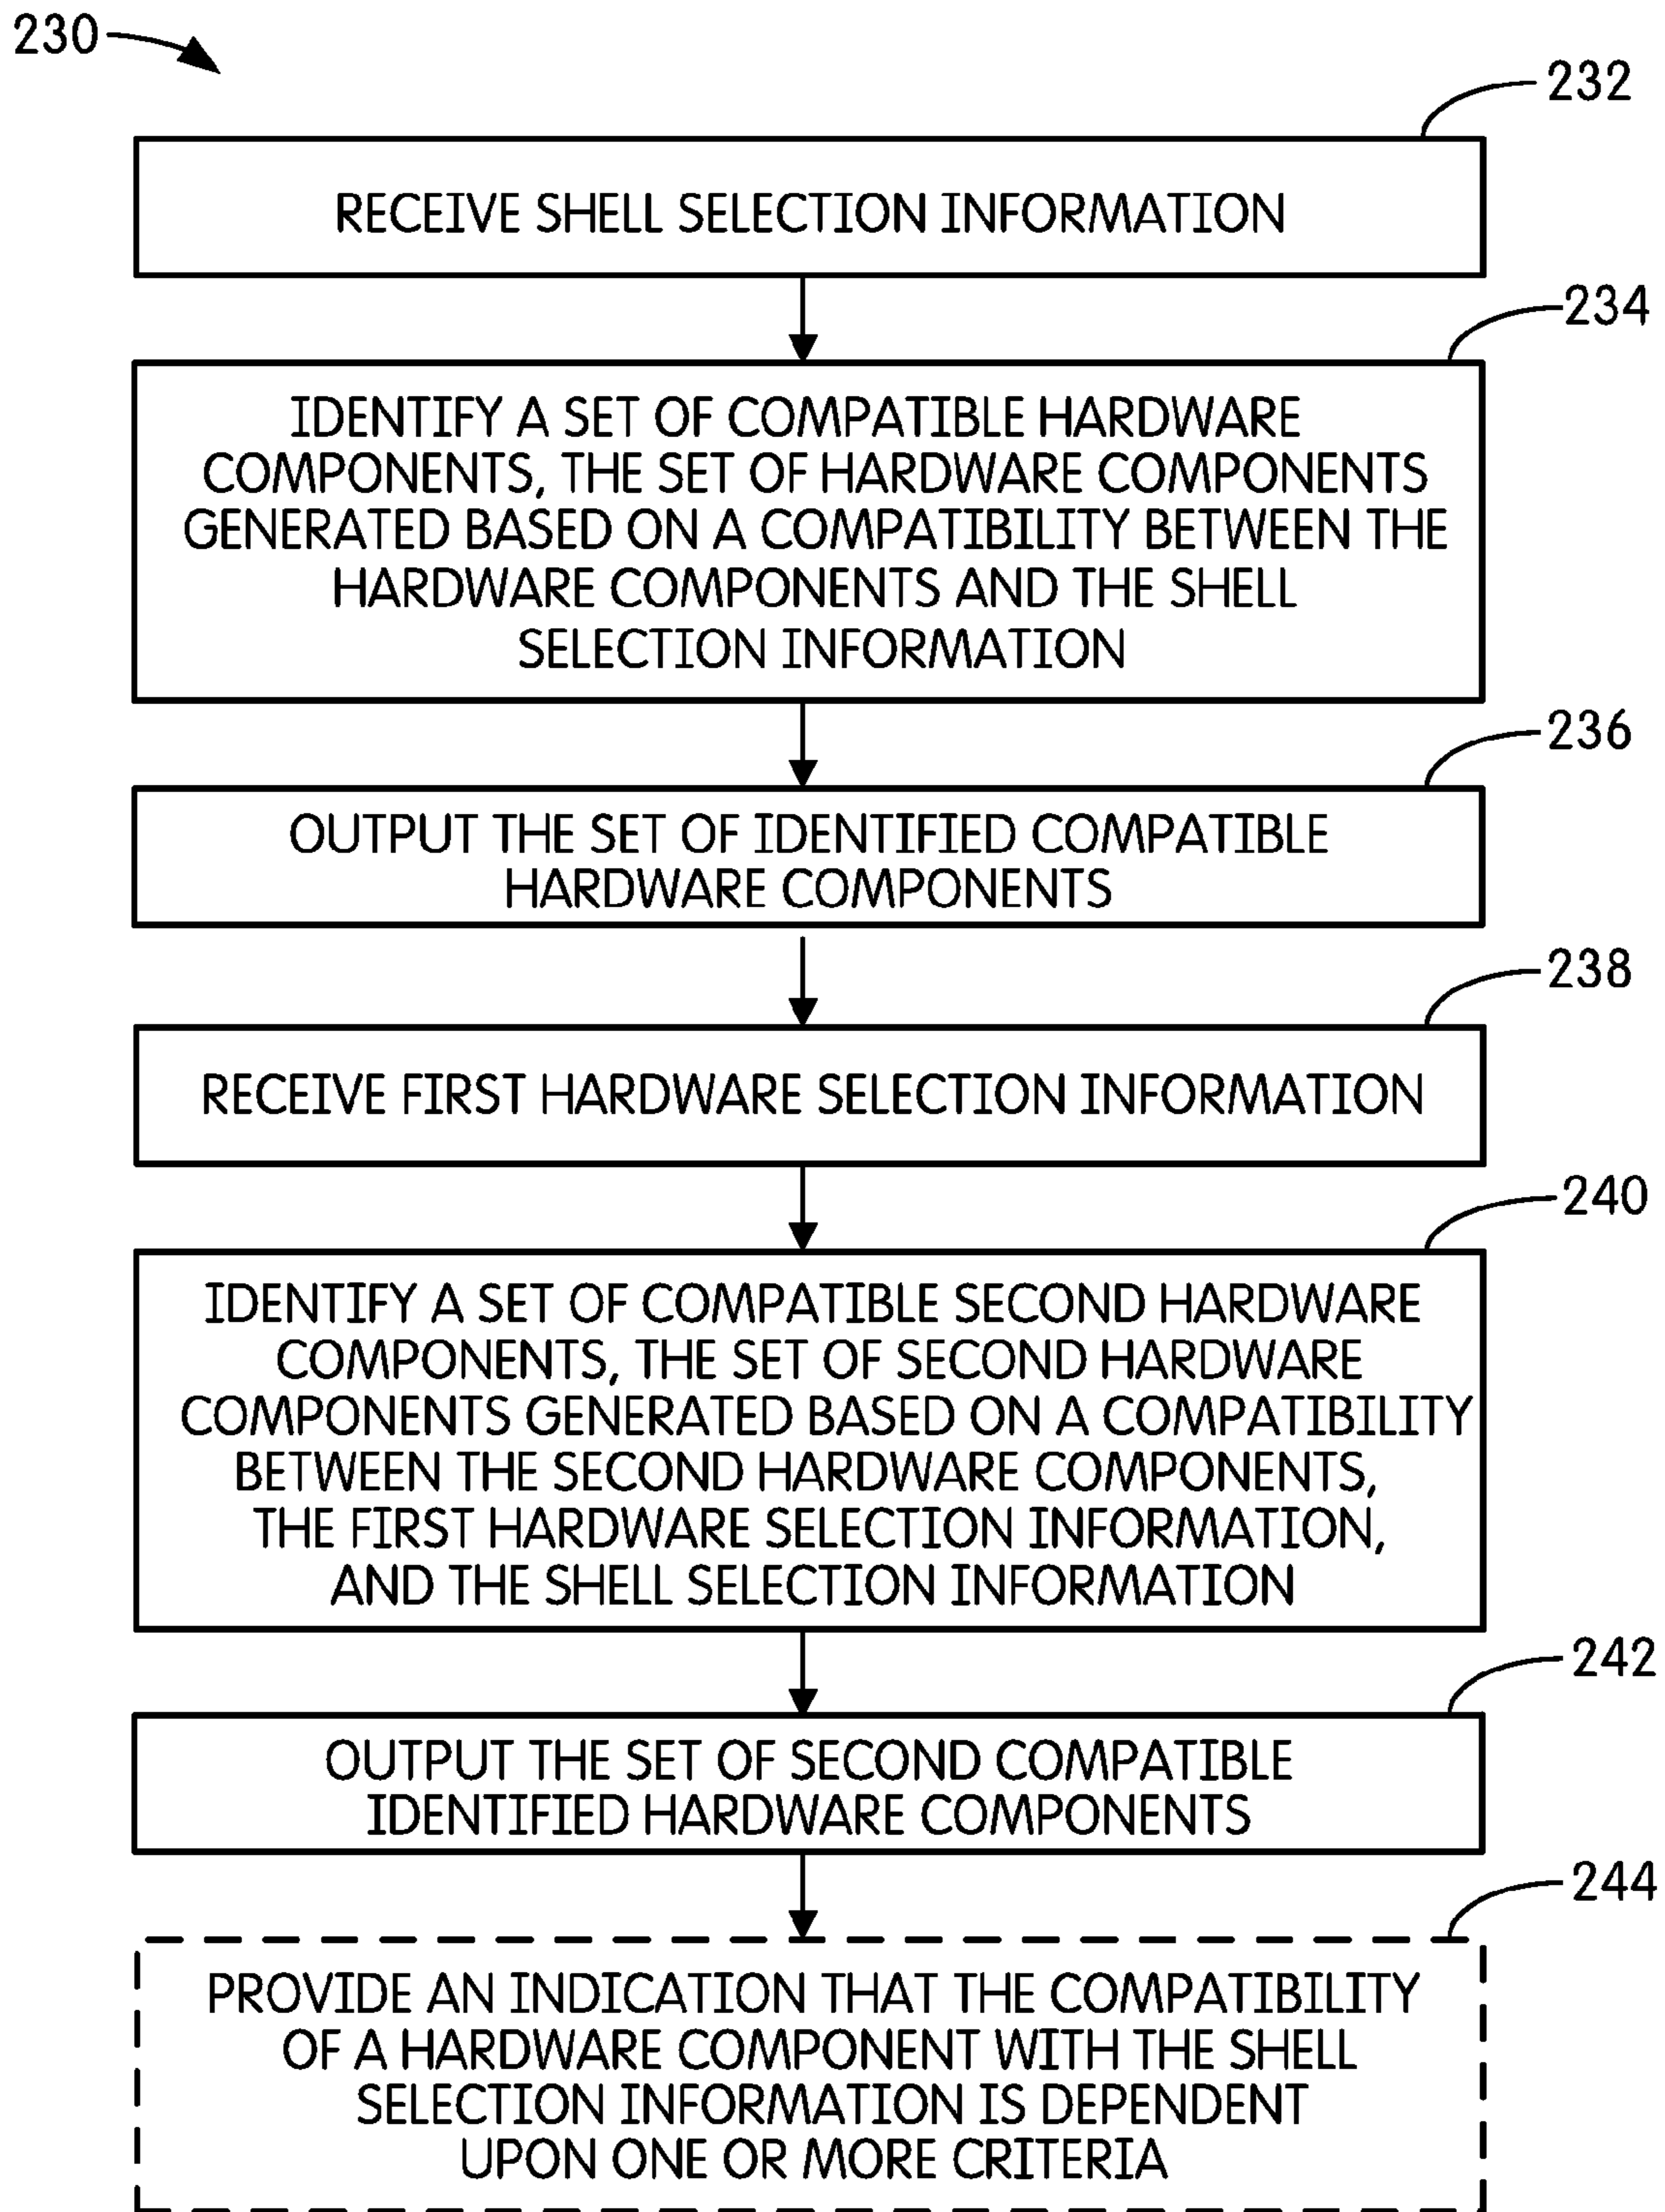 230
232
RECEIVE SHELL SELECTION INFORMATION
234
IDENTIFY A SET OF COMPATIBLE HARDWARE
COMPONENTS, THE SET OF HARDWARE COMPONENTS
GENERATED BASED ON A COMPATIBILITY BETWEEN THE
HARDWARE COMPONENTS AND THE SHELL
SELECTION INFORMATION
236
OUTPUT THE SET OF IDENTIFIED COMPATIBLE
HARDWARE COMPONENTS
238
RECEIVE FIRST HARDWARE SELECTION INFORMATION
240
IDENTIFY A SET OF COMPATIBLE SECOND HARDWARE
COMPONENTS, THE SET OF SECOND HARDWARE
COMPONENTS GENERATED BASED ON A COMPATIBILITY
BETWEEN THE SECOND HARDWARE COMPONENTS,
THE FIRST HARDWARE SELECTION INFORMATION,
AND THE SHELL SELECTION INFORMATION
242
OUTPUT THE SET OF SECOND COMPATIBLE
IDENTIFIED HARDWARE COMPONENTS
244
PROVIDE AN INDICATION THAT THE COMPATIBILITY
OF A HARDWARE COMPONENT WITH THE SHELL
SELECTION INFORMATION IS DEPENDENT
UPON ONE OR MORE CRITERIA